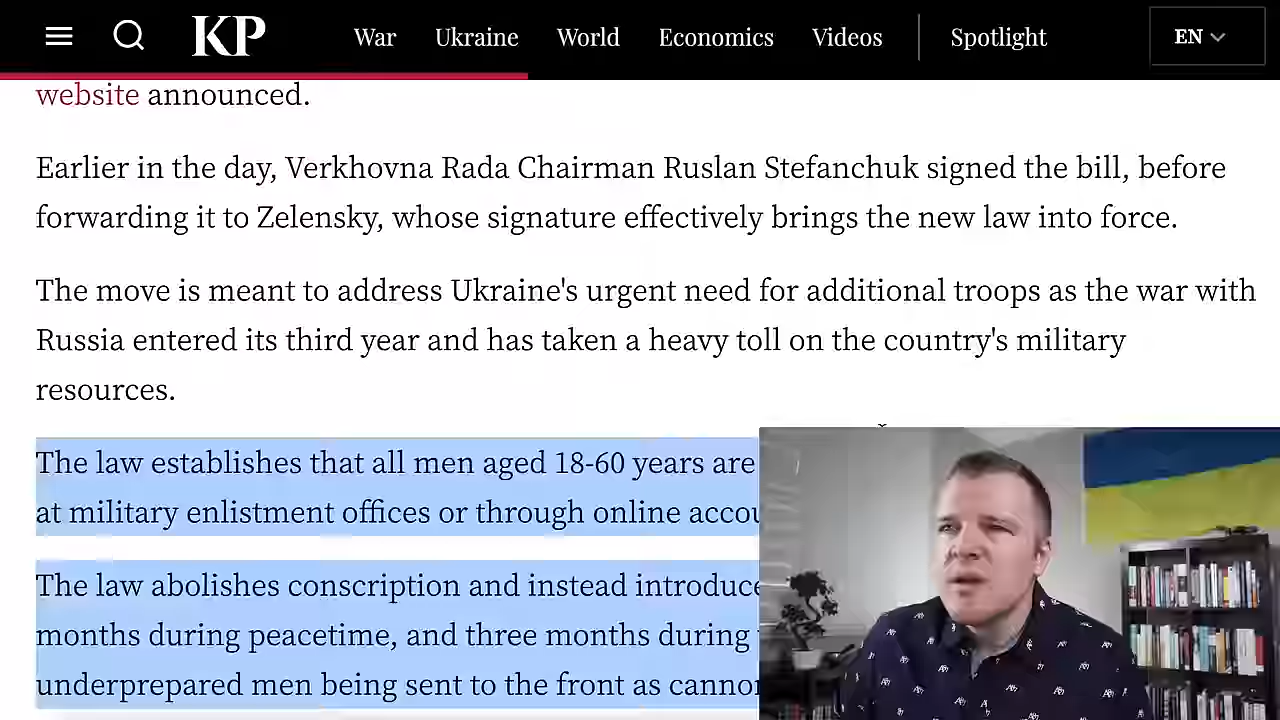 KP
War
Ukraine
World
Economics
Videos
Spotlight
EN
website announced.
Earlier in the day, Verkhovna Rada Chairman Ruslan Stefanchuk signed the bill, before
forwarding it to Zelensky, whose signature effectively brings the new law into force.
The move is meant to address Ukraine's urgent need for additional troops as the war with
Russia entered its third year and has taken a heavy toll on the country's military
resources.
The law establishes that all men aged 18-60 years are
at military enlistment offices or through online
The law abolishes conscription and instead
months during peacetime, and three months during
underprepared men being sent to the front as